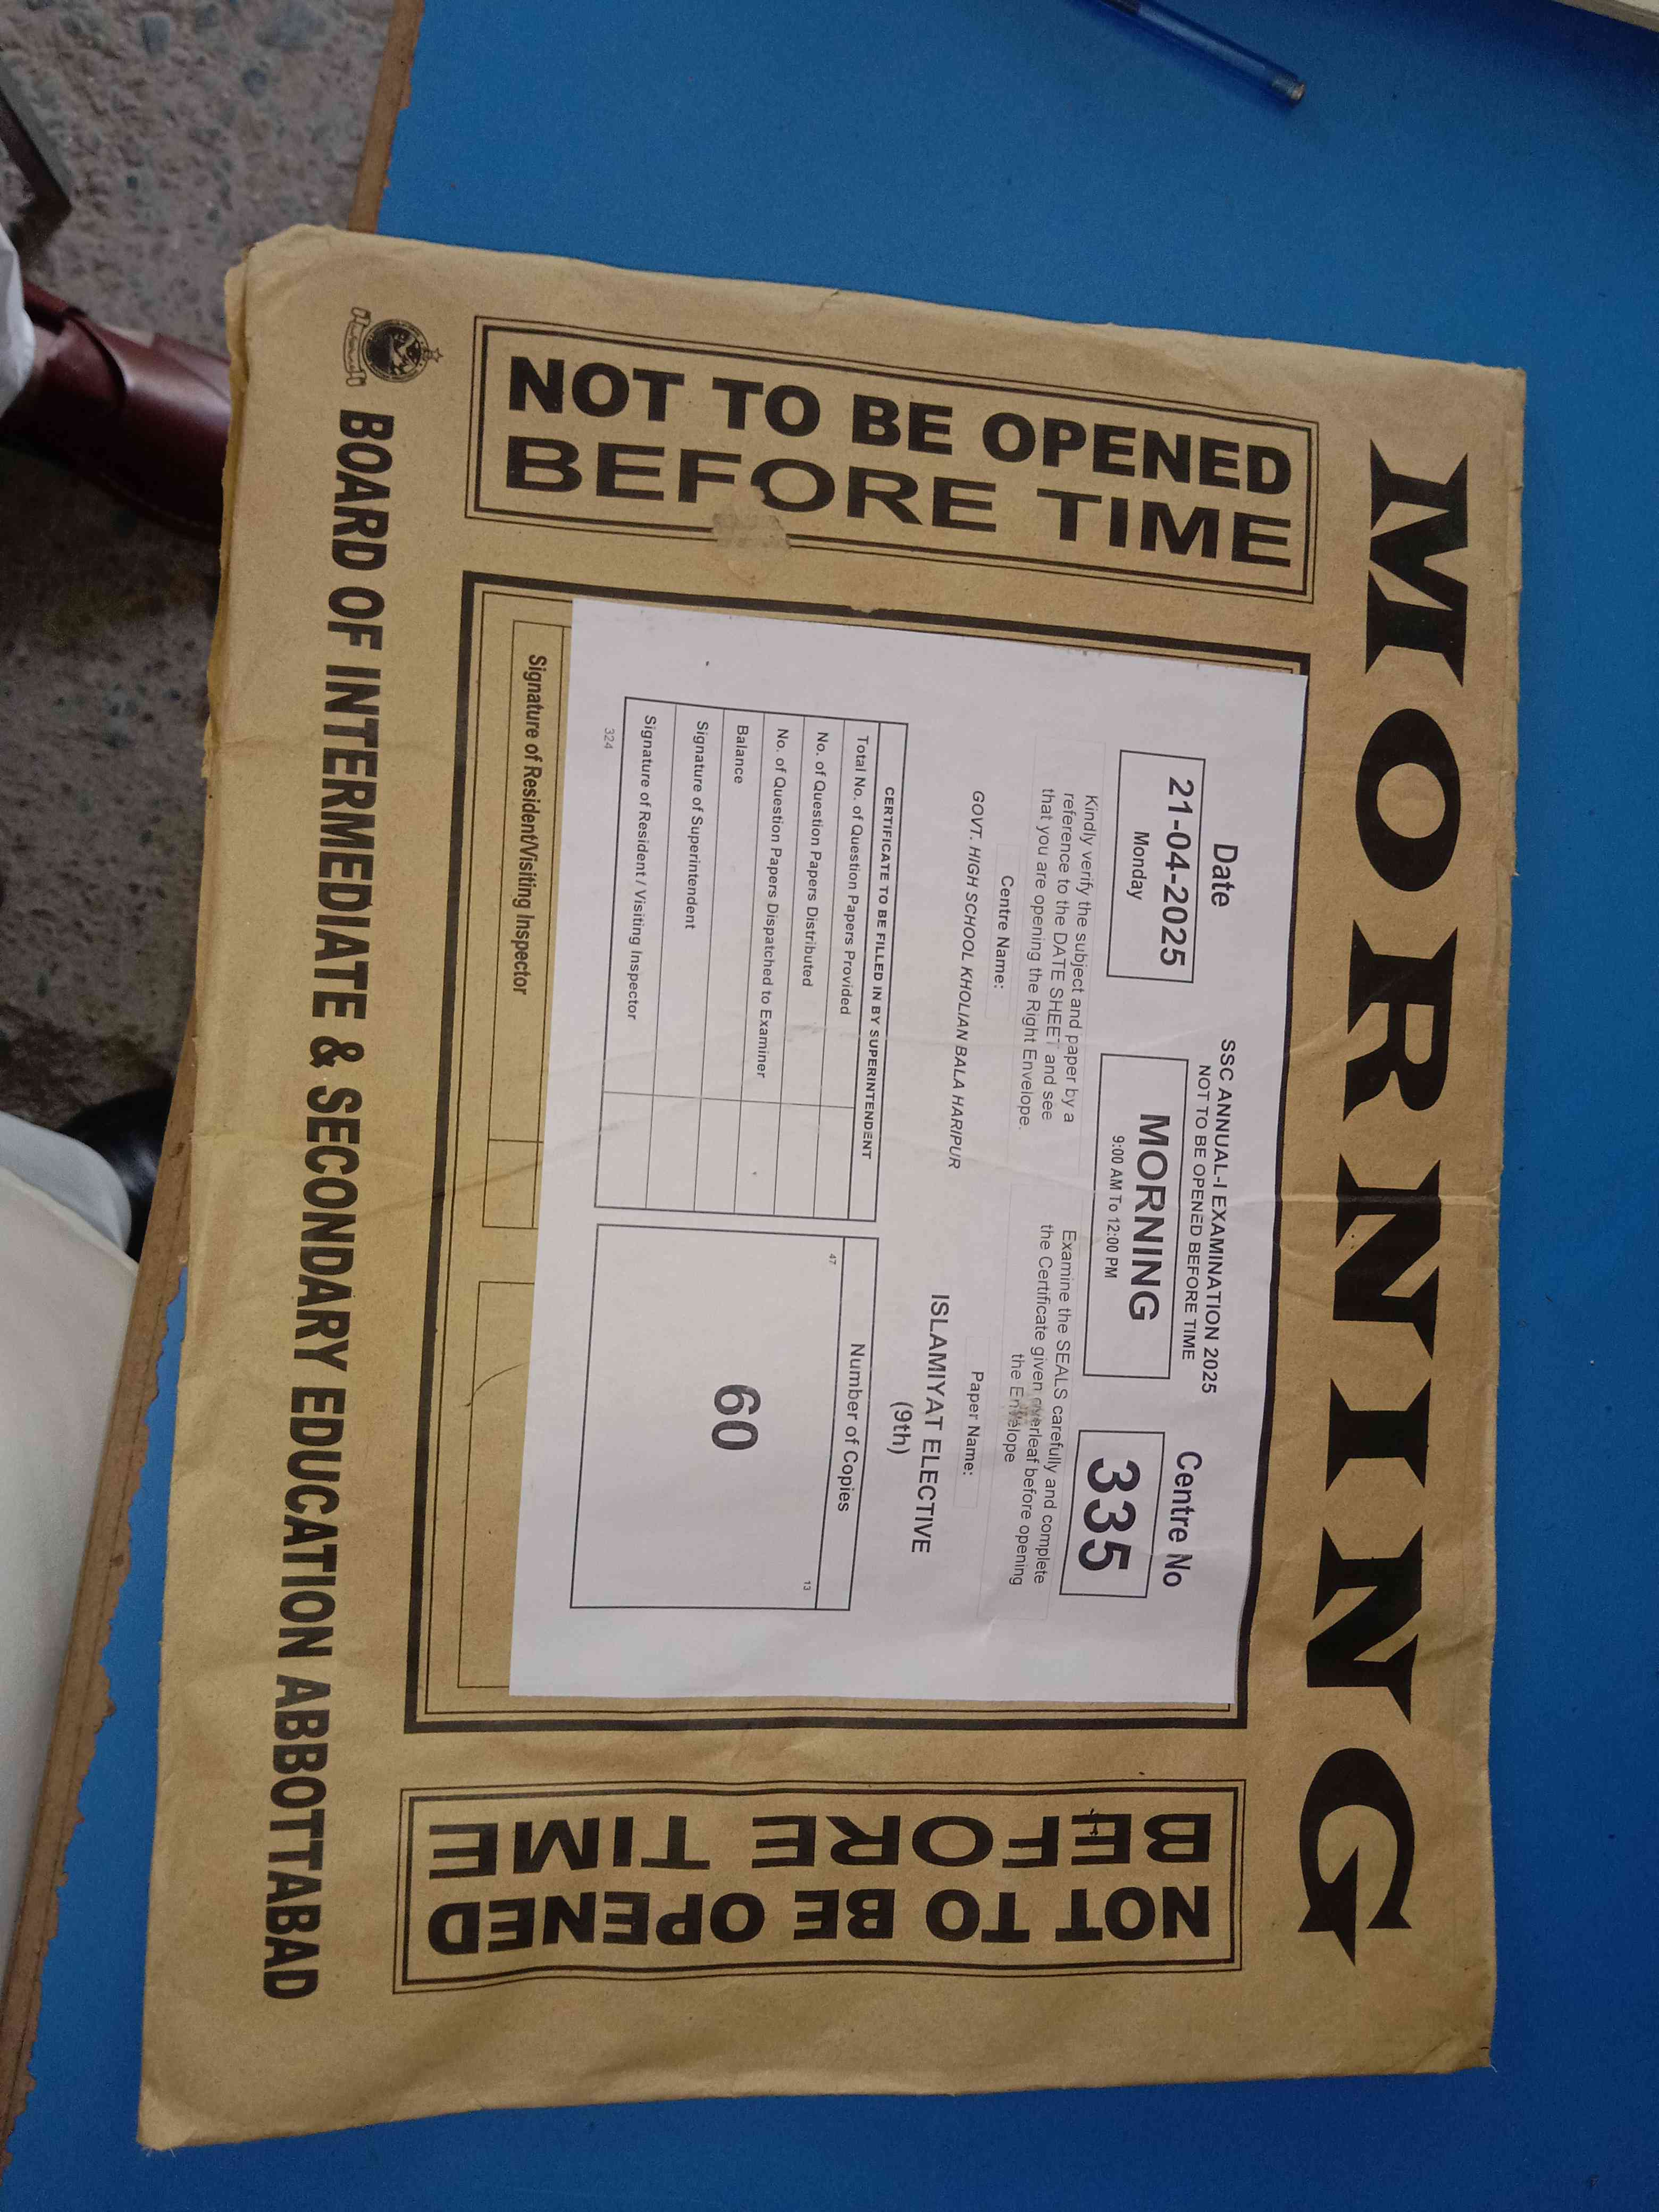 MORNING
NOT TO BE OPENED
BEFORE TIME
Date
21-04-2025
Monday
SSC ANNUAL-I EXAMINATION 2025
NOT TO BE OPENED BEFORE TIME
MORNING
9:00 AM To 12:00 PM
Centre No
335
Kindly verify the subject and paper by a
reference to the DATE SHEET and see
that you are opening the Right Envelope.
Examine the SEALS carefully and complete
the Certificate given overleaf before opening
the Envelope
Centre Name:
GOVT. HIGH SCHOOL KHOLIAN BALA HARIPUR
Paper Name:
ISLAMIYAT ELECTIVE
(9th)
CERTIFICATE TO BE FILLED IN BY SUPERINTENDENT
Total No. of Question Papers Provided
No. of Question Papers Distributed
No. of Question Papers Dispatched to Examiner
Balance
Signature of Superintendent
Signature of Resident / Visiting Inspector
324
Number of Copies
47
13
60
Signature of Resident/Visiting Inspector
NOT TO BE OPENED
BEFORE TIME
BOARD OF INTERMEDIATE & SECONDARY EDUCATION ABBOTTABAD